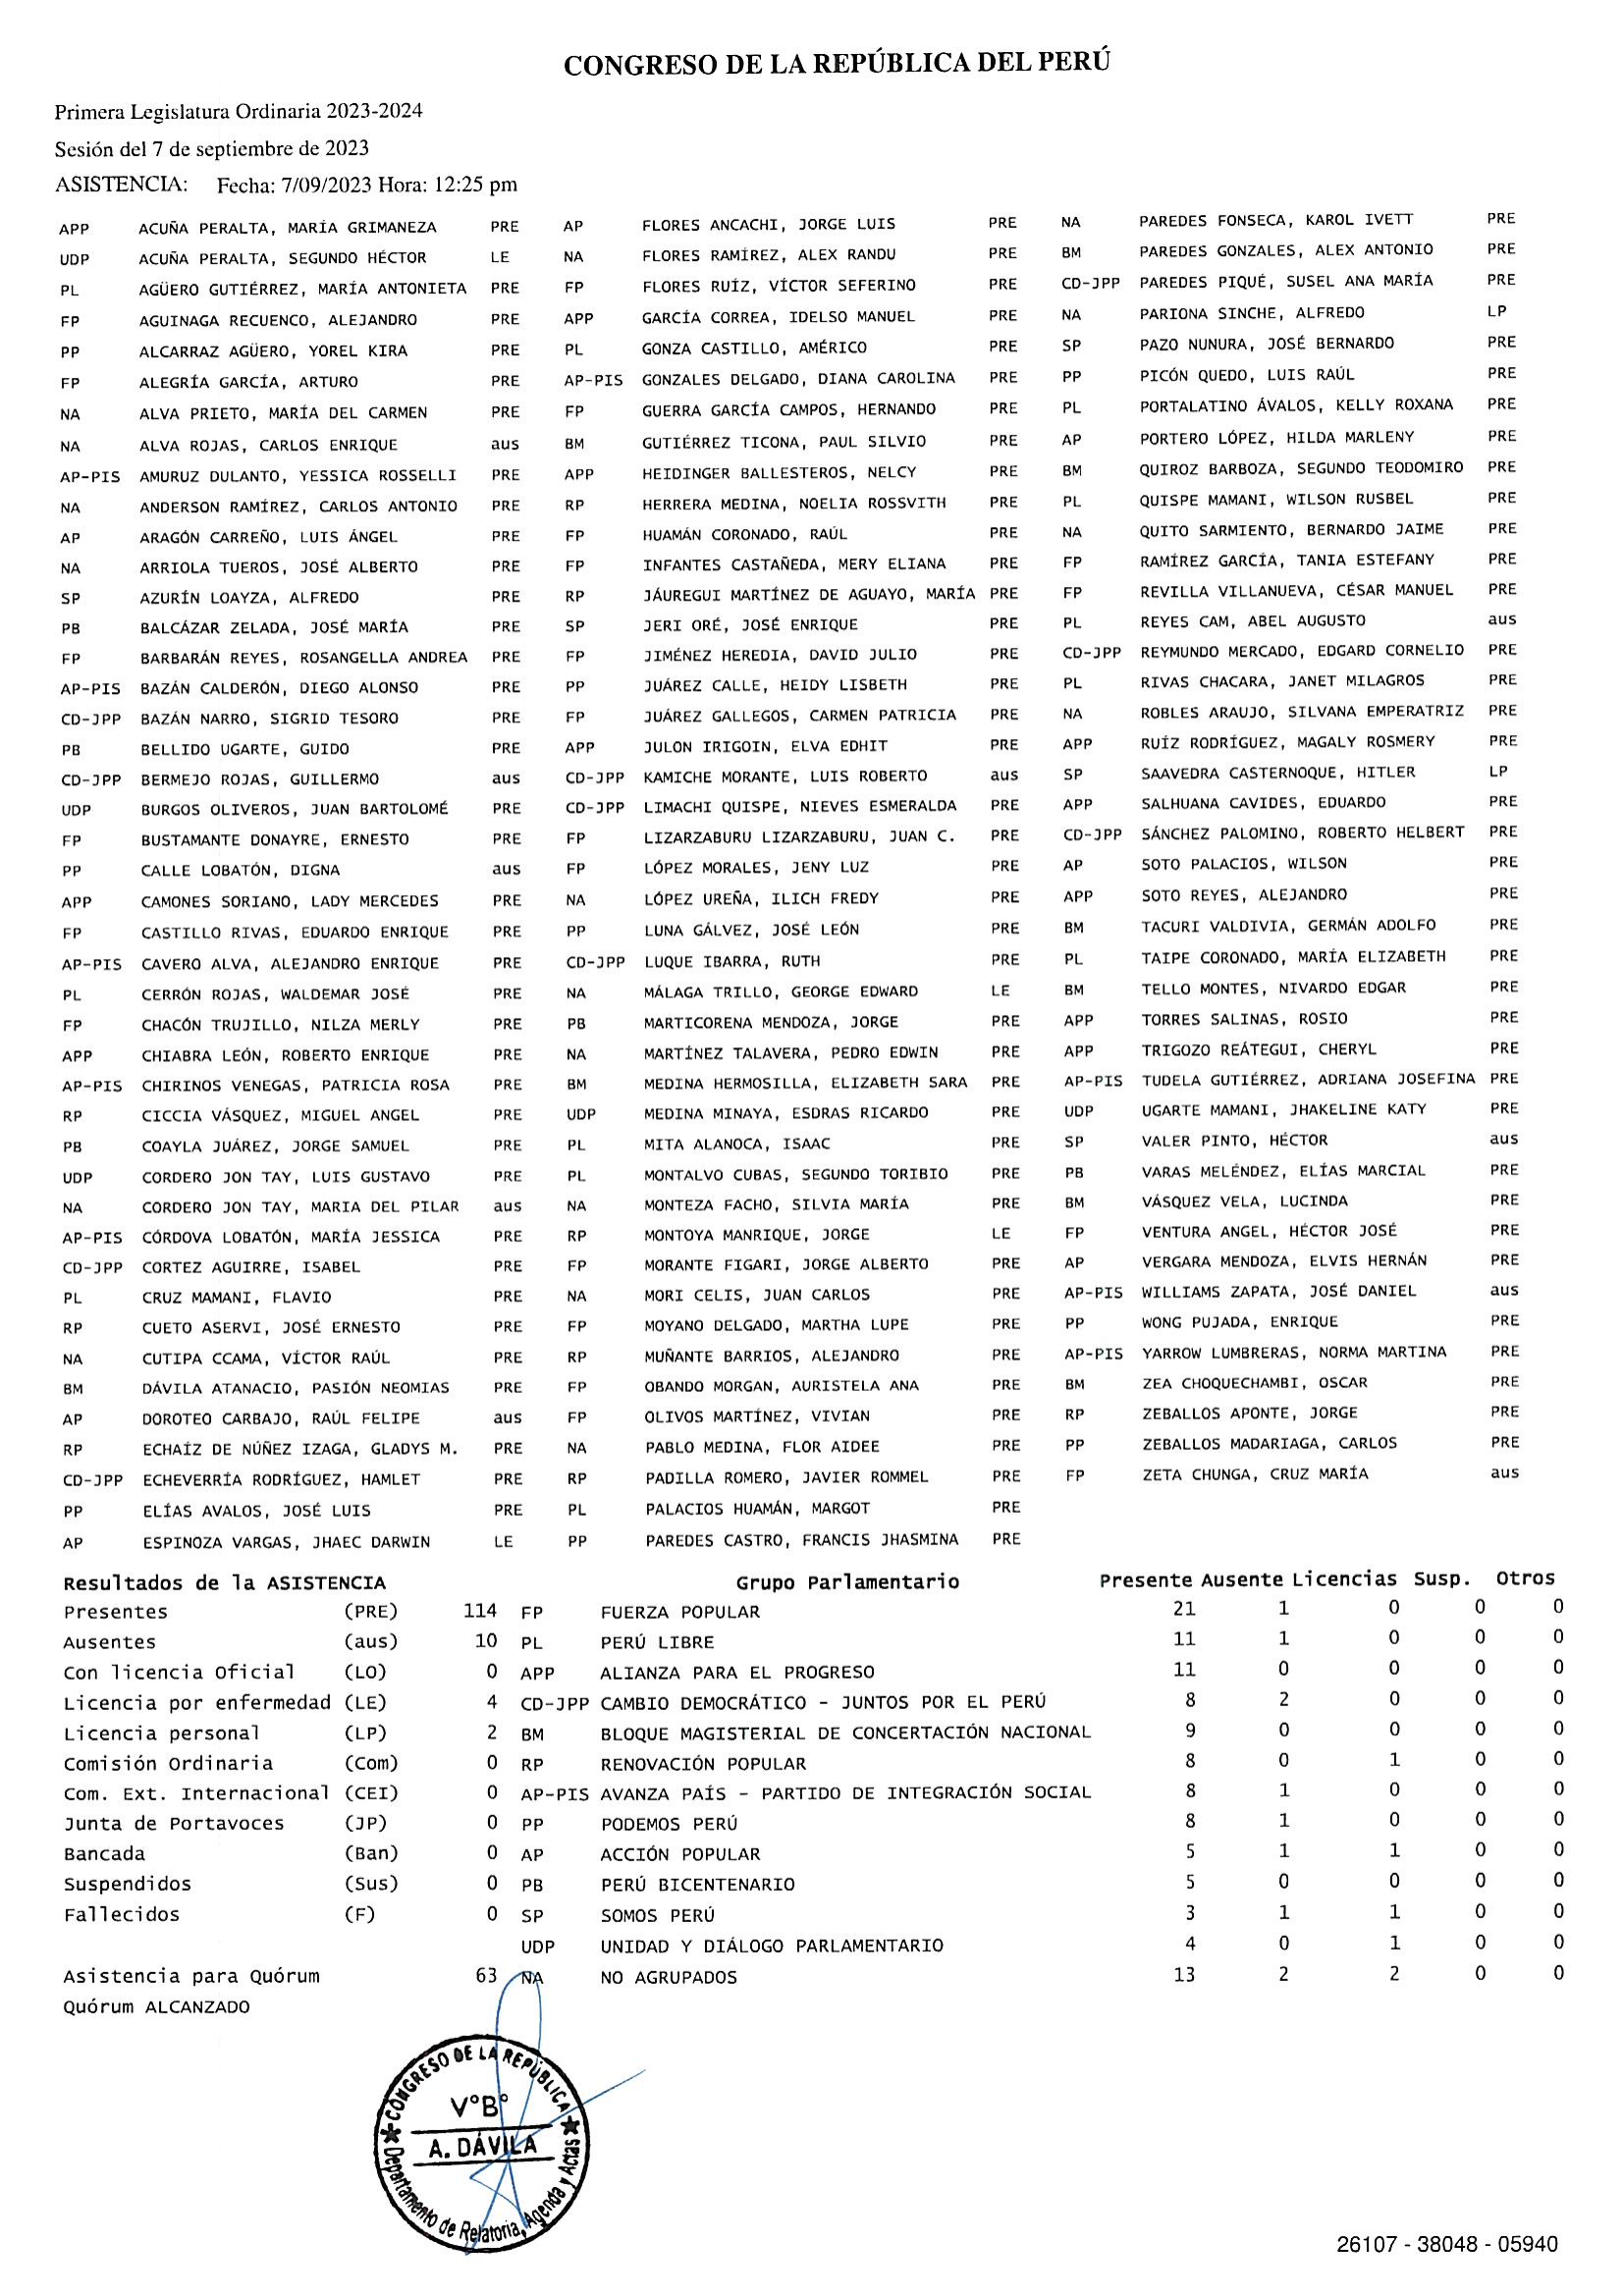 CONGRESO DE LA REPÚBLICA DEL PERÚ
Primera Legislatura Ordinaria 2023-2024
Sesión del 7 de septiembre de 2023
ASISTENCIA: Fecha: 7/09/2023 Hora: 12:25 pm
APP ACUÑA PERALTA, MARÍA GRIMANEZA PRE AP FLORES ANCACHI, JORGE LUIS PRE NA PAREDES FONSECA, KAROL IVETT PRE
UDP ACUÑA PERALTA, SEGUNDO HÉCTOR LE NA FLORES RAMÍREZ, ALEX RANDU PRE BM PAREDES GONZALES, ALEX ANTONIO PRE
PL AGÜERO GUTIÉRREZ, MARÍA ANTONIETA PRE FP FLORES RUÍZ, VÍCTOR SEFERINO PRE CD-JPP PAREDES PIQUÉ, SUSEL ANA MARÍA PRE
FP AGUINAGA RECUENCO, ALEJANDRO PRE APP GARCÍA CORREA, IDELSO MANUEL PRE NA PARIONA SINCHE, ALFREDO LP
PP ALCARRAZ AGÜERO, YOREL KIRA PRE PL GONZA CASTILLO, AMÉRICO PRE SP PAZO NUNURA, JOSÉ BERNARDO PRE
FP ALEGRÍA GARCÍA, ARTURO PRE AP-PIS GONZALES DELGADO, DIANA CAROLINA PRE PP PICÓN QUEDO, LUIS RAÚL PRE
NA ALVA PRIETO, MARÍA DEL CARMEN PRE FP GUERRA GARCÍA CAMPOS, HERNANDO PRE PL PORTALATINO ÁVALOS, KELLY ROXANA PRE
NA ALVA ROJAS, CARLOS ENRIQUE aus BM GUTIÉRREZ TICONA, PAUL SILVIO PRE AP PORTERO LÓPEZ, HILDA MARLENY PRE
AP-PIS AMURUZ DULANTO, YESSICA ROSSELLI PRE APP HEIDINGER BALLESTEROS, NELCY PRE BM QUIROZ BARBOZA, SEGUNDO TEODOMIRO PRE
NA ANDERSON RAMÍREZ, CARLOS ANTONIO PRE RP HERRERA MEDINA, NOELIA ROSSVITH PRE PL QUISPE MAMANI, WILSON RUSBEL PRE
AP ARAGÓN CARREÑO, LUIS ÁNGEL PRE FP HUAMÁN CORONADO, RAÚL PRE NA QUITO SARMIENTO, BERNARDO JAIME PRE
NA ARRIOLA TUEROS, JOSÉ ALBERTO PRE FP INFANTES CASTAÑEDA, MERY ELIANA PRE FP RAMÍREZ GARCÍA, TANIA ESTEFANY PRE
SP AZURÍN LOAYZA, ALFREDO PRE RP JÁUREGUI MARTÍNEZ DE AGUAYO, MARÍA PRE FP REVILLA VILLANUEVA, CÉSAR MANUEL PRE
PB BALCÁZAR ZELADA, JOSÉ MARÍA PRE SP JERI ORÉ, JOSÉ ENRIQUE PRE PL REYES CAM, ABEL AUGUSTO aus
FP BARBARÁN REYES, ROSANGELLA ANDREA PRE FP JIMÉNEZ HEREDIA, DAVID JULIO PRE CD-JPP REYMUNDO MERCADO, EDGARD CORNELIO PRE
AP-PIS BAZÁN CALDERÓN, DIEGO ALONSO PRE PP JUÁREZ CALLE, HEIDY LISBETH PRE PL RIVAS CHACARA, JANET MILAGROS PRE
CD-JPP BAZÁN NARRO, SIGRID TESORO PRE FP JUÁREZ GALLEGOS, CARMEN PATRICIA PRE NA ROBLES ARAUJO, SILVANA EMPERATRIZ PRE
PB BELLIDO UGARTE, GUIDO PRE APP JULON IRIGOIN, ELVA EDHIT PRE APP RUÍZ RODRÍGUEZ, MAGALY ROSMERY PRE
CD-JPP BERMEJO ROJAS, GUILLERMO aus CD-JPP KAMICHE MORANTE, LUIS ROBERTO aus SP SAAVEDRA CASTERNOQUE, HITLER LP
UDP BURGOS OLIVEROS, JUAN BARTOLOMÉ PRE CD-JPP LIMACHI QUISPE, NIEVES ESMERALDA PRE APP SALHUANA CAVIDES, EDUARDO PRE
FP BUSTAMANTE DONAYRE, ERNESTO PRE FP LIZARZABURU LIZARZABURU, JUAN C. PRE CD-JPP SÁNCHEZ PALOMINO, ROBERTO HELBERT PRE
PP CALLE LOBATÓN, DIGNA aus FP LÓPEZ MORALES, JENY LUZ PRE AP SOTO PALACIOS, WILSON PRE
APP CAMONES SORIANO, LADY MERCEDES PRE NA LÓPEZ UREÑA, ILICH FREDY PRE APP SOTO REYES, ALEJANDRO PRE
FP CASTILLO RIVAS, EDUARDO ENRIQUE PRE PP LUNA GÁLVEZ, JOSÉ LEÓN PRE BM TACURI VALDIVIA, GERMÁN ADOLFO PRE
AP-PIS CAVERO ALVA, ALEJANDRO ENRIQUE PRE CD-JPP LUQUE IBARRA, RUTH PRE PL TAIPE CORONADO, MARÍA ELIZABETH PRE
PL CERRÓN ROJAS, WALDEMAR JOSÉ PRE NA MÁLAGA TRILLO, GEORGE EDWARD LE BM TELLO MONTES, NIVARDO EDGAR PRE
FP CHACÓN TRUJILLO, NILZA MERLY PRE PB MARTICORENA MENDOZA, JORGE PRE APP TORRES SALINAS, ROSIO PRE
APP CHIABRA LEÓN, ROBERTO ENRIQUE PRE NA MARTÍNEZ TALAVERA, PEDRO EDWIN PRE APP TRIGOZO REÁTEGUI, CHERYL PRE
AP-PIS CHIRINOS VENEGAS, PATRICIA ROSA PRE BM MEDINA HERMOSILLA, ELIZABETH SARA PRE AP-PIS TUDELA GUTIÉRREZ, ADRIANA JOSEFINA PRE
RP CICCIA VÁSQUEZ, MIGUEL ANGEL PRE UDP MEDINA MINAYA, ESDRAS RICARDO PRE UDP UGARTE MAMANI, JHAKELINE KATY PRE
PB COAYLA JUÁREZ, JORGE SAMUEL PRE PL MITA ALANOCA, ISAAC PRE SP VALER PINTO, HÉCTOR aus
UDP CORDERO JON TAY, LUIS GUSTAVO PRE PL MONTALVO CUBAS, SEGUNDO TORIBIO PRE PB VARAS MELÉNDEZ, ELÍAS MARCIAL PRE
NA CORDERO JON TAY, MARIA DEL PILAR aus NA MONTEZA FACHO, SILVIA MARÍA PRE BM VÁSQUEZ VELA, LUCINDA PRE
AP-PIS CÓRDOVA LOBATÓN, MARÍA JESSICA PRE RP MONTOYA MANRIQUE, JORGE LE FP VENTURA ANGEL, HÉCTOR JOSÉ PRE
CD-JPP CORTEZ AGUIRRE, ISABEL PRE FP MORANTE FIGARI, JORGE ALBERTO PRE AP VERGARA MENDOZA, ELVIS HERNÁN PRE
PL CRUZ MAMANI, FLAVIO PRE NA MORI CELIS, JUAN CARLOS PRE AP-PIS WILLIAMS ZAPATA, JOSÉ DANIEL aus
RP CUETO ASERVI, JOSÉ ERNESTO PRE FP MOYANO DELGADO, MARTHA LUPE PRE PP WONG PUJADA, ENRIQUE PRE
NA CUTIPA CCAMA, VÍCTOR RAÚL PRE RP MUÑANTE BARRIOS, ALEJANDRO PRE AP-PIS YARROW LUMBRERAS, NORMA MARTINA PRE
BM DÁVILA ATANACIO, PASIÓN NEOMIAS PRE FP OBANDO MORGAN, AURISTELA ANA PRE BM ZEA CHOQUECHAMBI, OSCAR PRE
AP DOROTEO CARBAJO, RAÚL FELIPE aus FP OLIVOS MARTÍNEZ, VIVIAN PRE RP ZEBALLOS APONTE, JORGE PRE
RP ECHAÍZ DE NÚÑEZ IZAGA, GLADYS M. PRE NA PABLO MEDINA, FLOR AIDEE PRE PP ZEBALLOS MADARIAGA, CARLOS PRE
CD-JPP ECHEVERRÍA RODRÍGUEZ, HAMLET PRE RP PADILLA ROMERO, JAVIER ROMMEL PRE FP ZETA CHUNGA, CRUZ MARÍA aus
PP ELÍAS AVALOS, JOSÉ LUIS PRE PL PALACIOS HUAMÁN, MARGOT PRE
AP ESPINOZA VARGAS, JHAEC DARWIN LE PP PAREDES CASTRO, FRANCIS JHASMINA PRE
Resultados de la ASISTENCIA Grupo Parlamentario Presente Ausente Licencias Susp. Otros
Presentes (PRE) 114 FP FUERZA POPULAR 21 1 0 0 0
Ausentes (aus) 10 PL PERÚ LIBRE 11 1 0 0 0
Con licencia Oficial (LO) 0 APP ALIANZA PARA EL PROGRESO 11 0 0 0 0
Licencia por enfermedad (LE) 4 CD-JPP CAMBIO DEMOCRÁTICO - JUNTOS POR EL PERÚ 8 2 0 0 0
Licencia personal (LP) 2 BM BLOQUE MAGISTERIAL DE CONCERTACIÓN NACIONAL 9 0 0 0 0
Comisión Ordinaria (Com) 0 RP RENOVACIÓN POPULAR 8 0 1 0 0
Com. Ext. Internacional (CEI) 0 AP-PIS AVANZA PAÍS - PARTIDO DE INTEGRACIÓN SOCIAL 8 1 0 0 0
Junta de Portavoces (JP) 0 PP PODEMOS PERÚ 8 1 0 0 0
Bancada (Ban) 0 AP ACCIÓN POPULAR 5 1 1 0 0
Suspendidos (Sus) 0 PB PERÚ BICENTENARIO 5 0 0 0 0
Fallecidos (F) 0 SP SOMOS PERÚ 3 1 1 0 0
UDP UNIDAD Y DIÁLOGO PARLAMENTARIO 4 0 1 0 0
Asistencia para Quórum 63 NA NO AGRUPADOS 13 2 2 0 0
Quórum ALCANZADO
CONGRESO DE LA REPÚBLICA
V°B°
A. DÁVILA
Departamento de Relatoria, Agenda y Actas
26107 - 38048 - 05940